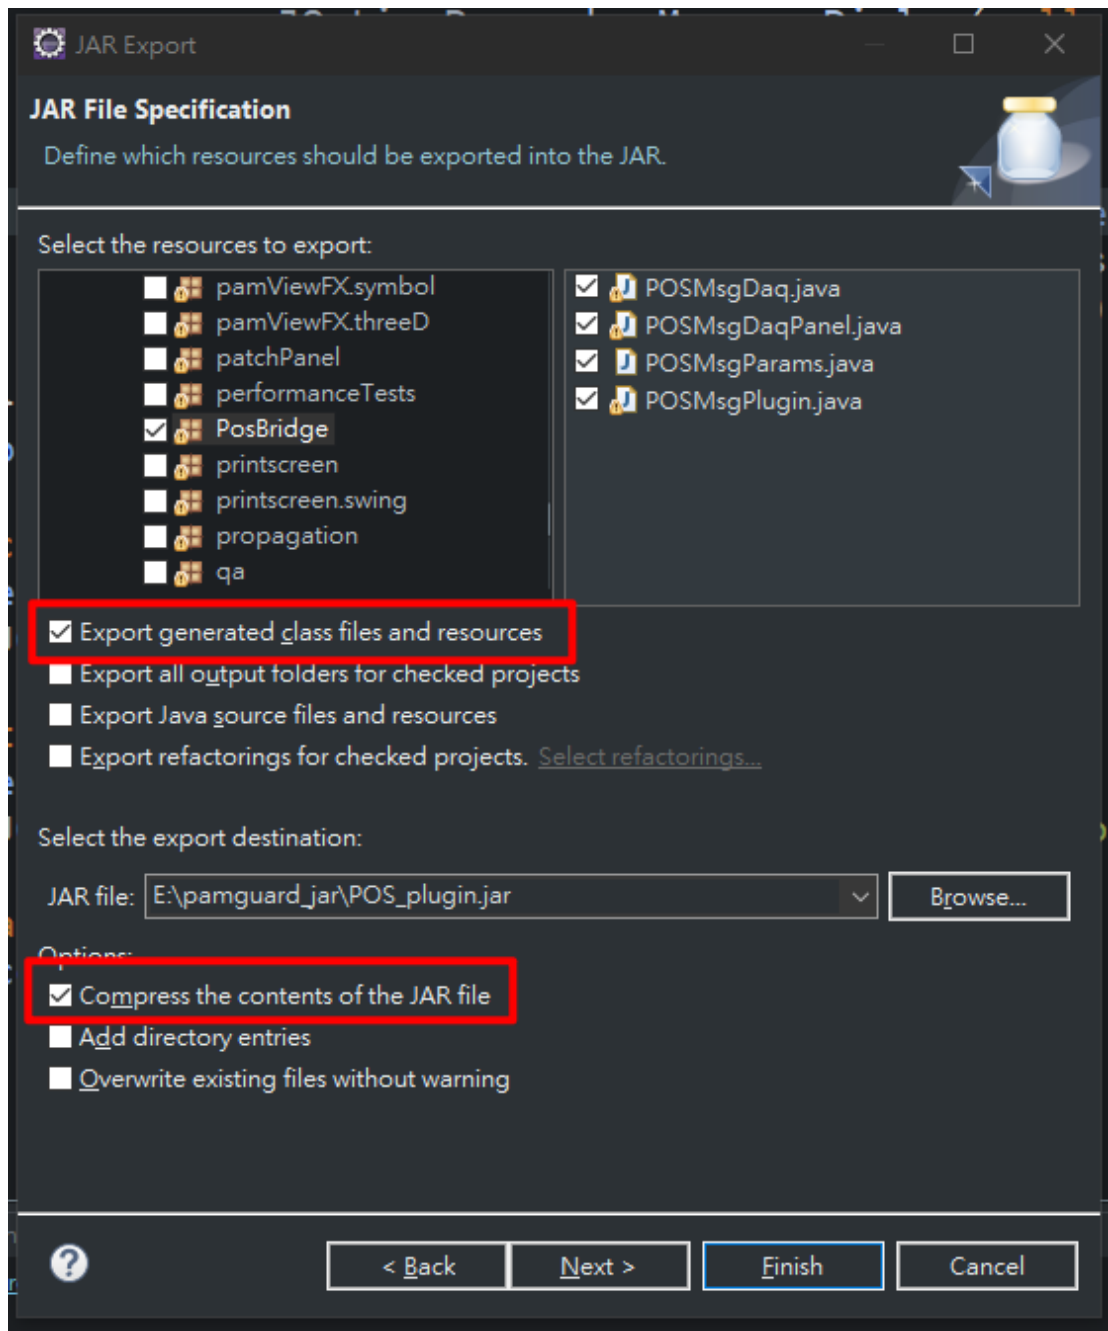 JAR Export
JAR File Specification
Define which resources should be exported into the JAR.
Select the resources to export:
pamViewFX.symbol
pamViewFX.threeD
patchPanel
performanceTests
PosBridge
printscreen
printscreen.swing
propagation
qa
POSMsgDaq.java
POSMsgDaqPanel.java
POSMsgParams.java
POSMsgPlugin.java
Export generated class files and resources
Export all output folders for checked projects
Export Java source files and resources
Export refactorings for checked projects. Select refactorings...
Select the export destination:
JAR file: E:\pamguard_jar\POS_plugin.jar Browse...
Options:
Compress the contents of the JAR file
Add directory entries
Overwrite existing files without warning
< Back Next > Finish Cancel